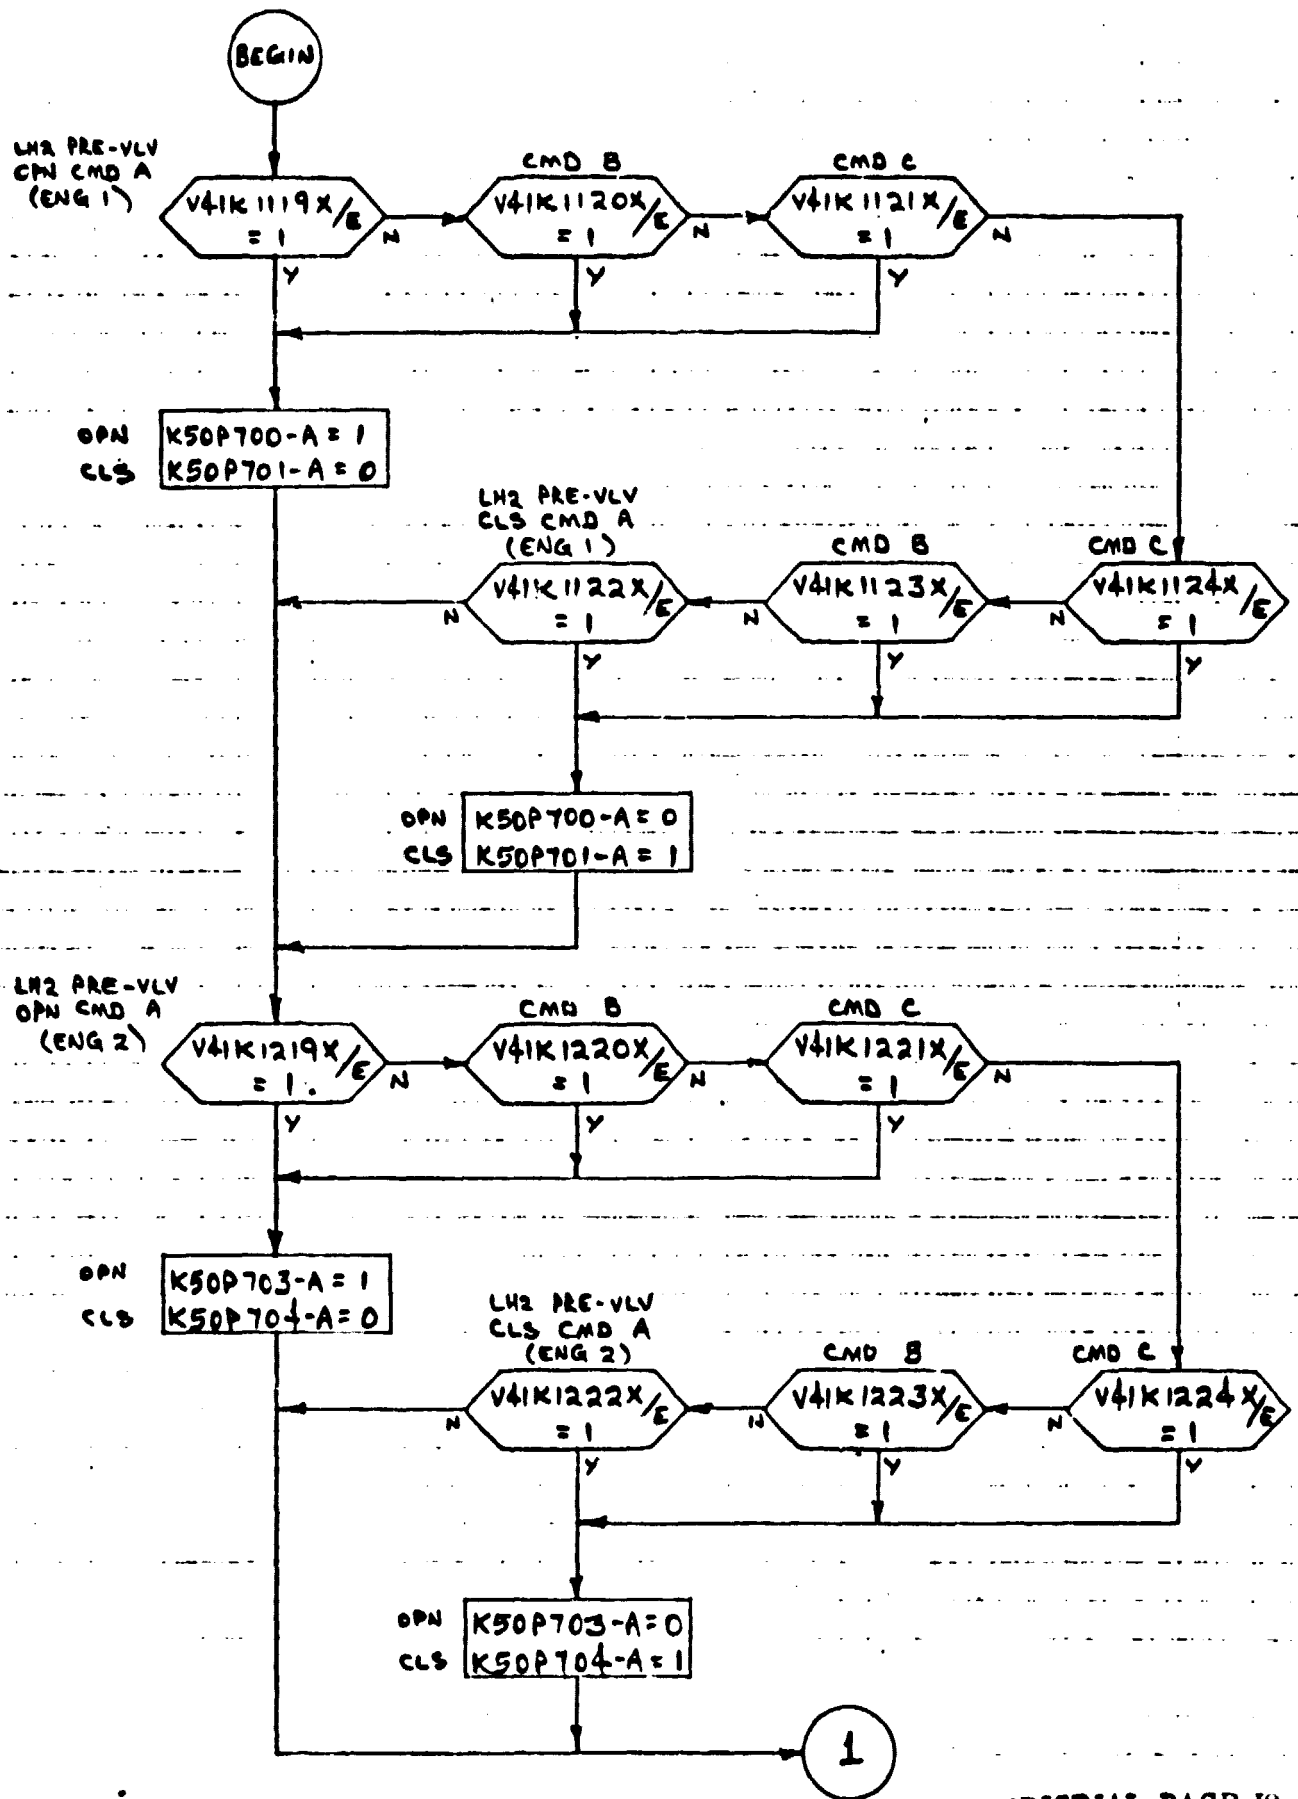 BEGIN
LH2 PRE-VLV
OPN CMD A
(ENG 1)
V41K1119X/E
= 1
N
Y
CMD B
V41K1120X/E
= 1
N
Y
CMD C
V41K1121X/E
= 1
N
Y
OPN K50P700-A = 1
CLS K50P701-A = 0
LH2 PRE-VLV
CLS CMD A
(ENG 1)
V41K1122X/E
= 1
N
Y
CMD B
V41K1123X/E
= 1
N
Y
CMD C
V41K1124X/E
= 1
N
Y
OPN K50P700-A = 0
CLS K50P701-A = 1
LH2 PRE-VLV
OPN CMD A
(ENG 2)
V41K1219X/E
= 1.
N
Y
CMD B
V41K1220X/E
= 1
N
Y
CMD C
V41K1221X/E
= 1
N
Y
OPN K50P703-A = 1
CLS K50P704-A = 0
LH2 PRE-VLV
CLS CMD A
(ENG 2)
V41K1222X/E
= 1
N
Y
CMD B
V41K1223X/E
= 1
N
Y
CMD C
V41K1224X/E
= 1
N
Y
OPN K50P703-A = 0
CLS K50P704-A = 1
1
PAGE